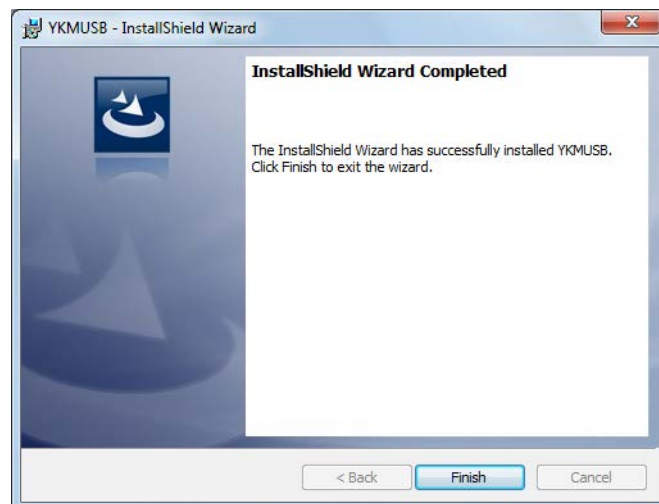 YKMUSB - InstallShield Wizard
InstallShield Wizard Completed
The InstallShield Wizard has successfully installed YKMUSB.
Click Finish to exit the wizard.
< Back
Finish
Cancel